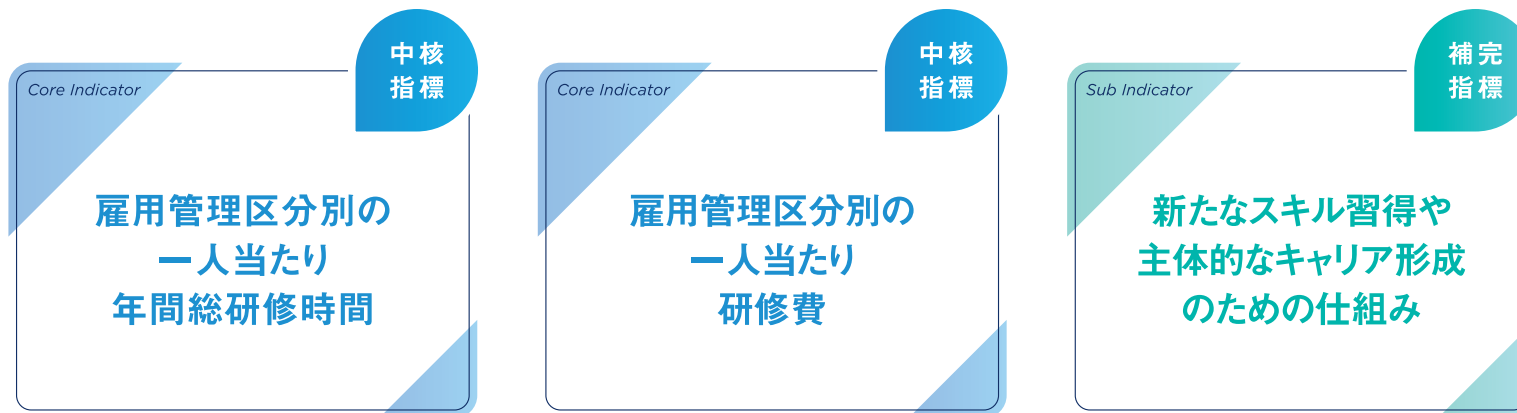 中核
指標
Core Indicator
雇用管理区分別の
一人当たり
年間総研修時間
中核
指標
Core Indicator
雇用管理区分別の
一人当たり
研修費
補完
指標
Sub Indicator
新たなスキル習得や
主体的なキャリア形成
のための仕組み